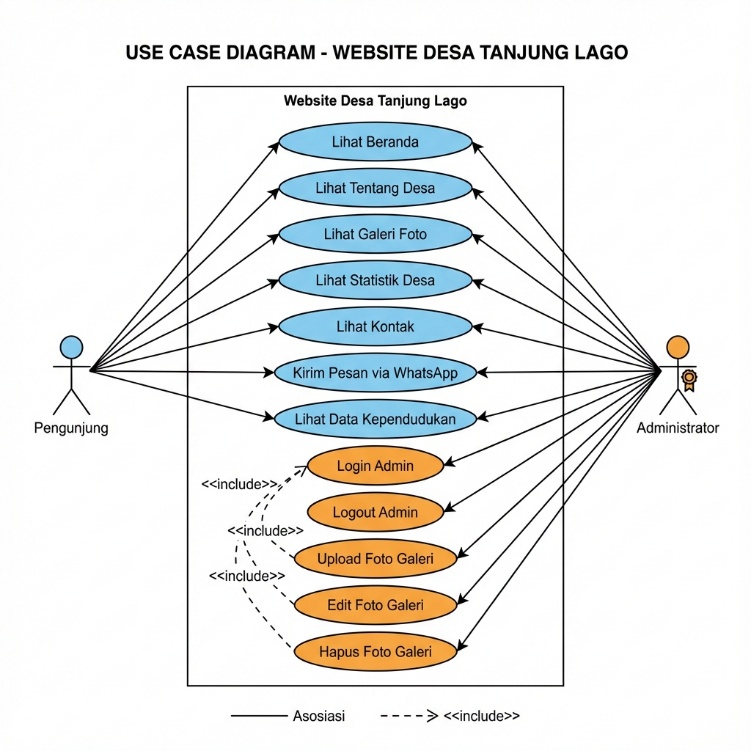 USE CASE DIAGRAM - WEBSITE DESA TANJUNG LAGO
Website Desa Tanjung Lago
Lihat Beranda
Lihat Tentang Desa
Lihat Galeri Foto
Lihat Statistik Desa
Lihat Kontak
Kirim Pesan via WhatsApp
Lihat Data Kependudukan
Pengunjung
Administrator
Login Admin
<<include>>
Logout Admin
<<include>>
Upload Foto Galeri
<<include>>
Edit Foto Galeri
Hapus Foto Galeri
Asosiasi
<<include>>